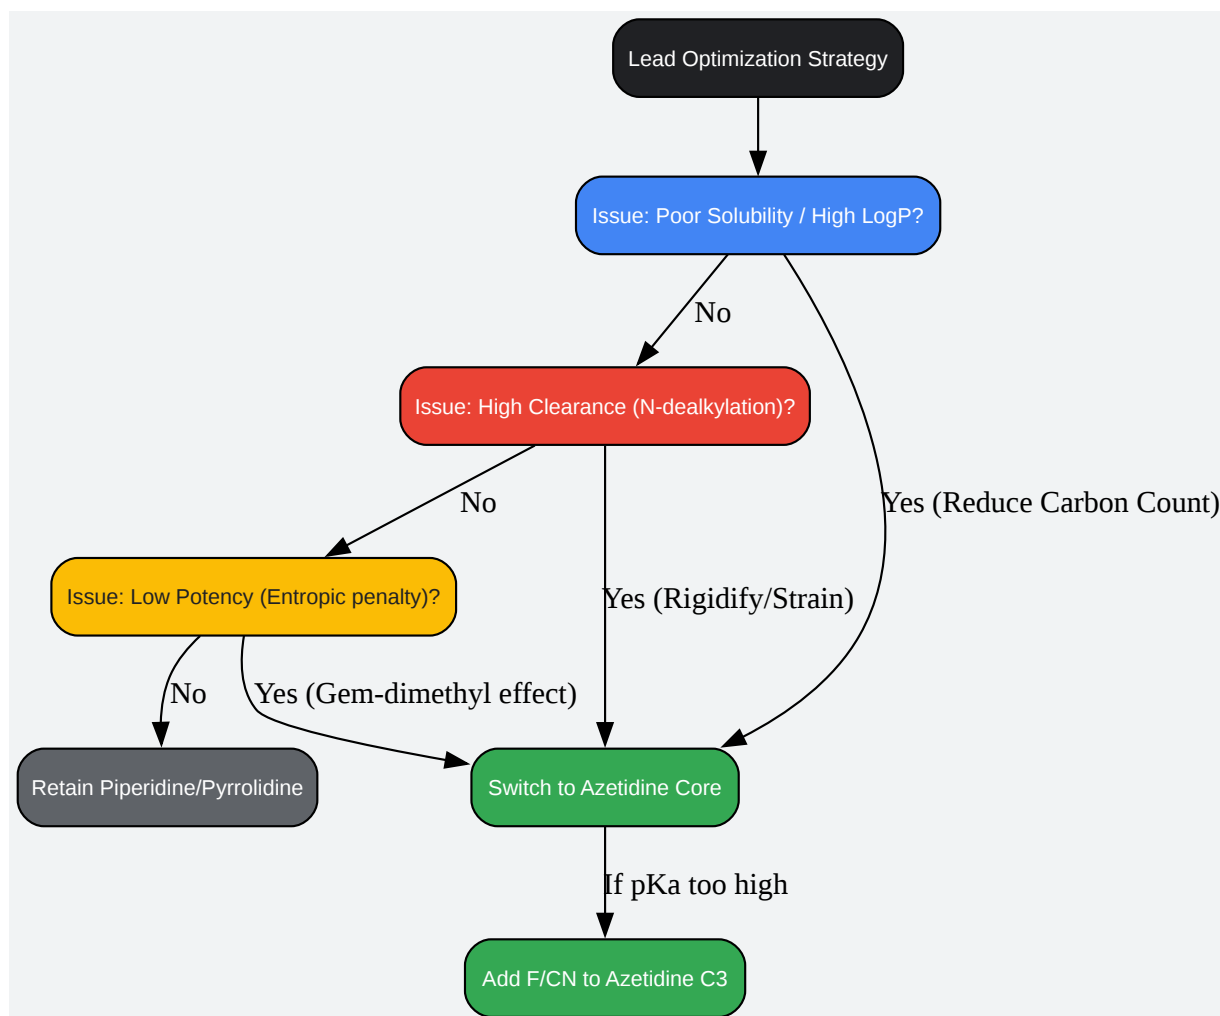 Lead Optimization Strategy
Issue: Poor Solubility / High LogP?
No
Issue: High Clearance (N-dealkylation)?
No
Yes (Reduce Carbon Count)
Issue: Low Potency (Entropic penalty)?
Yes (Rigidify/Strain)
No
Yes (Gem-dimethyl effect)
Retain Piperidine/Pyrrolidine
Switch to Azetidine Core
If pKa too high
Add F/CN to Azetidine C3